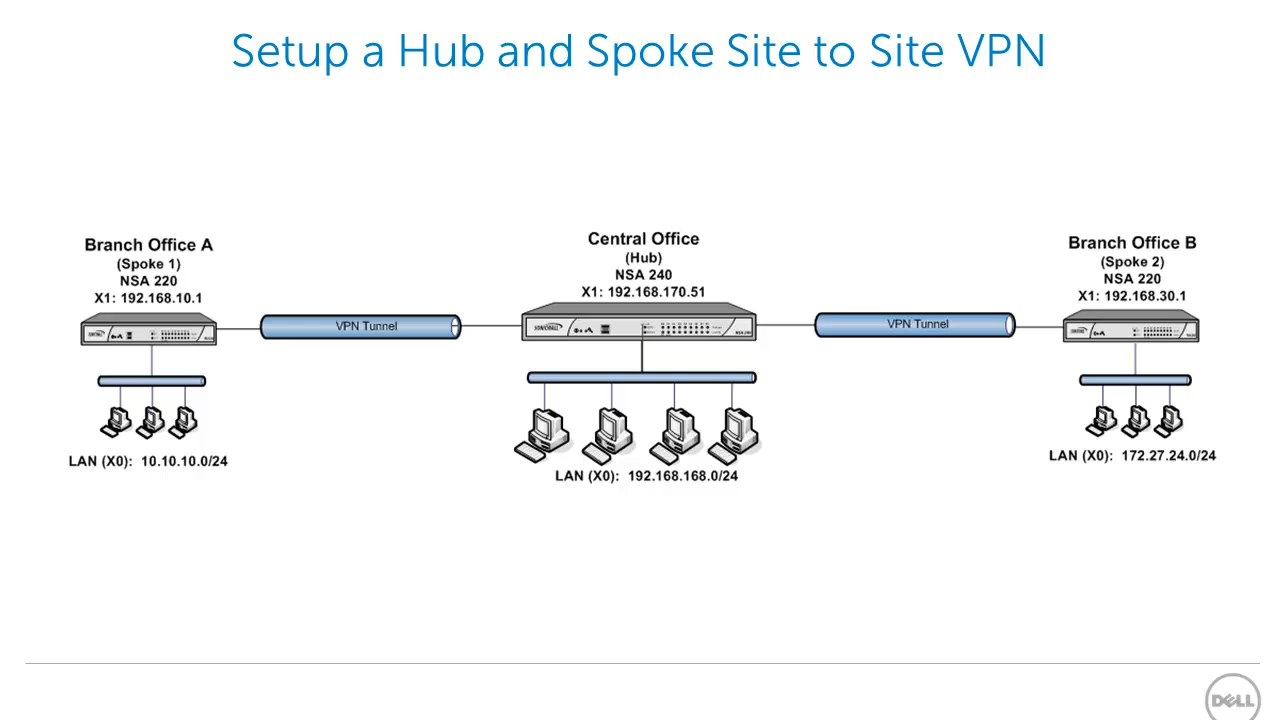 Setup a Hub and Spoke Site to Site VPN
Branch Office A
(Spoke 1)
NSA 220
X1: 192.168.10.1
Central Office
(Hub)
NSA 240
X1: 192.168.170.51
Branch Office B
(Spoke 2)
NSA 220
X1: 192.168.30.1
VPN Tunnel
SONICWALL
NSA 240
VPN Tunnel
LAN (X0): 10.10.10.0/24
LAN (X0): 192.168.168.0/24
LAN (X0): 172.27.24.0/24
DELL